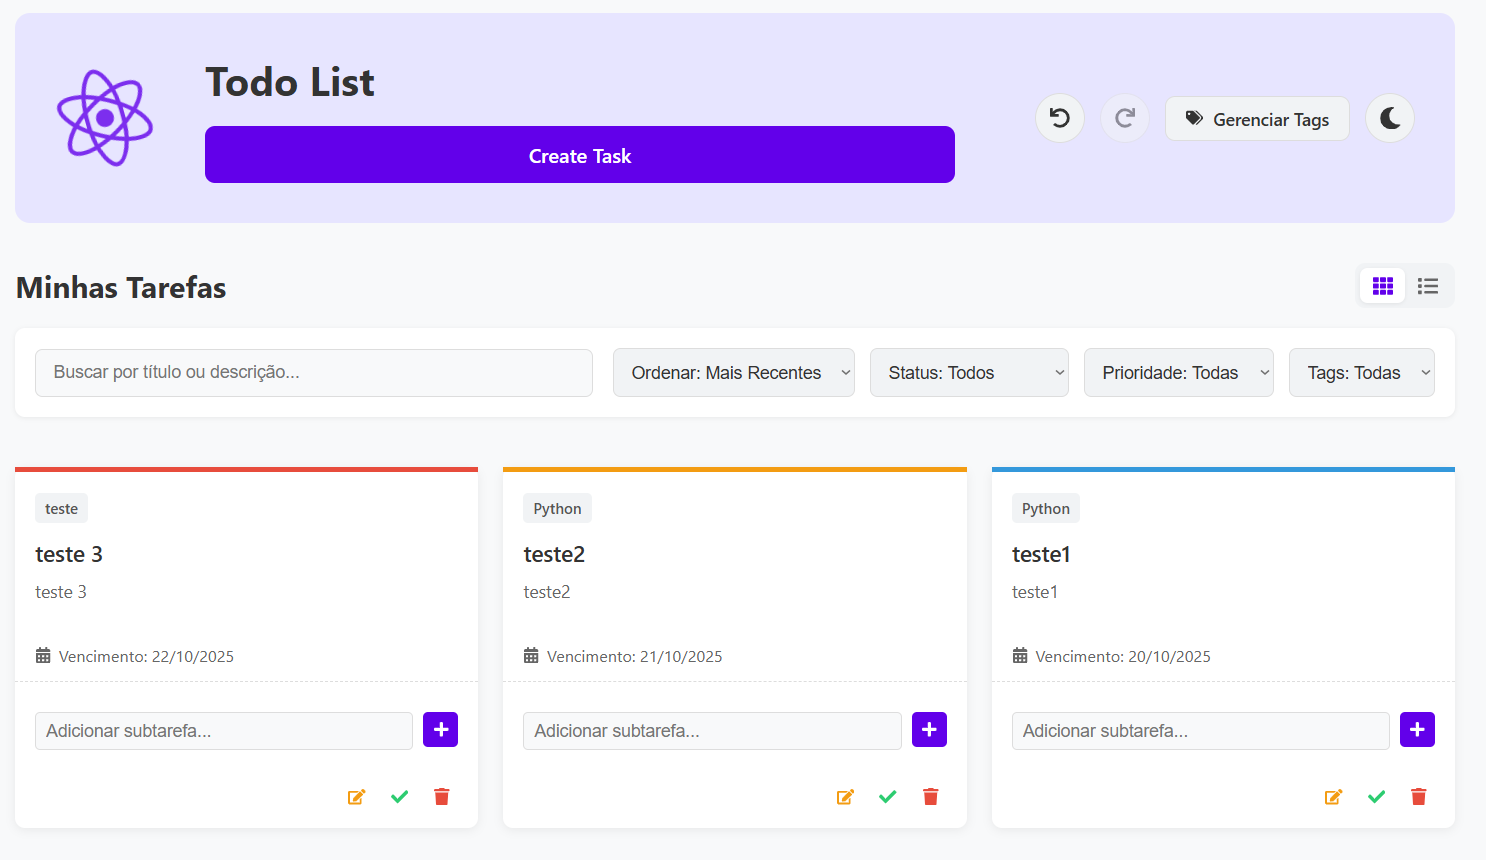 Todo List
Create Task
Gerenciar Tags
Minhas Tarefas
Buscar por título ou descrição...
Ordenar: Mais Recentes
Status: Todos
Prioridade: Todas
Tags: Todas
teste
teste 3
teste 3
Vencimento: 22/10/2025
Adicionar subtarefa...
Python
teste2
teste2
Vencimento: 21/10/2025
Adicionar subtarefa...
Python
teste1
teste1
Vencimento: 20/10/2025
Adicionar subtarefa...